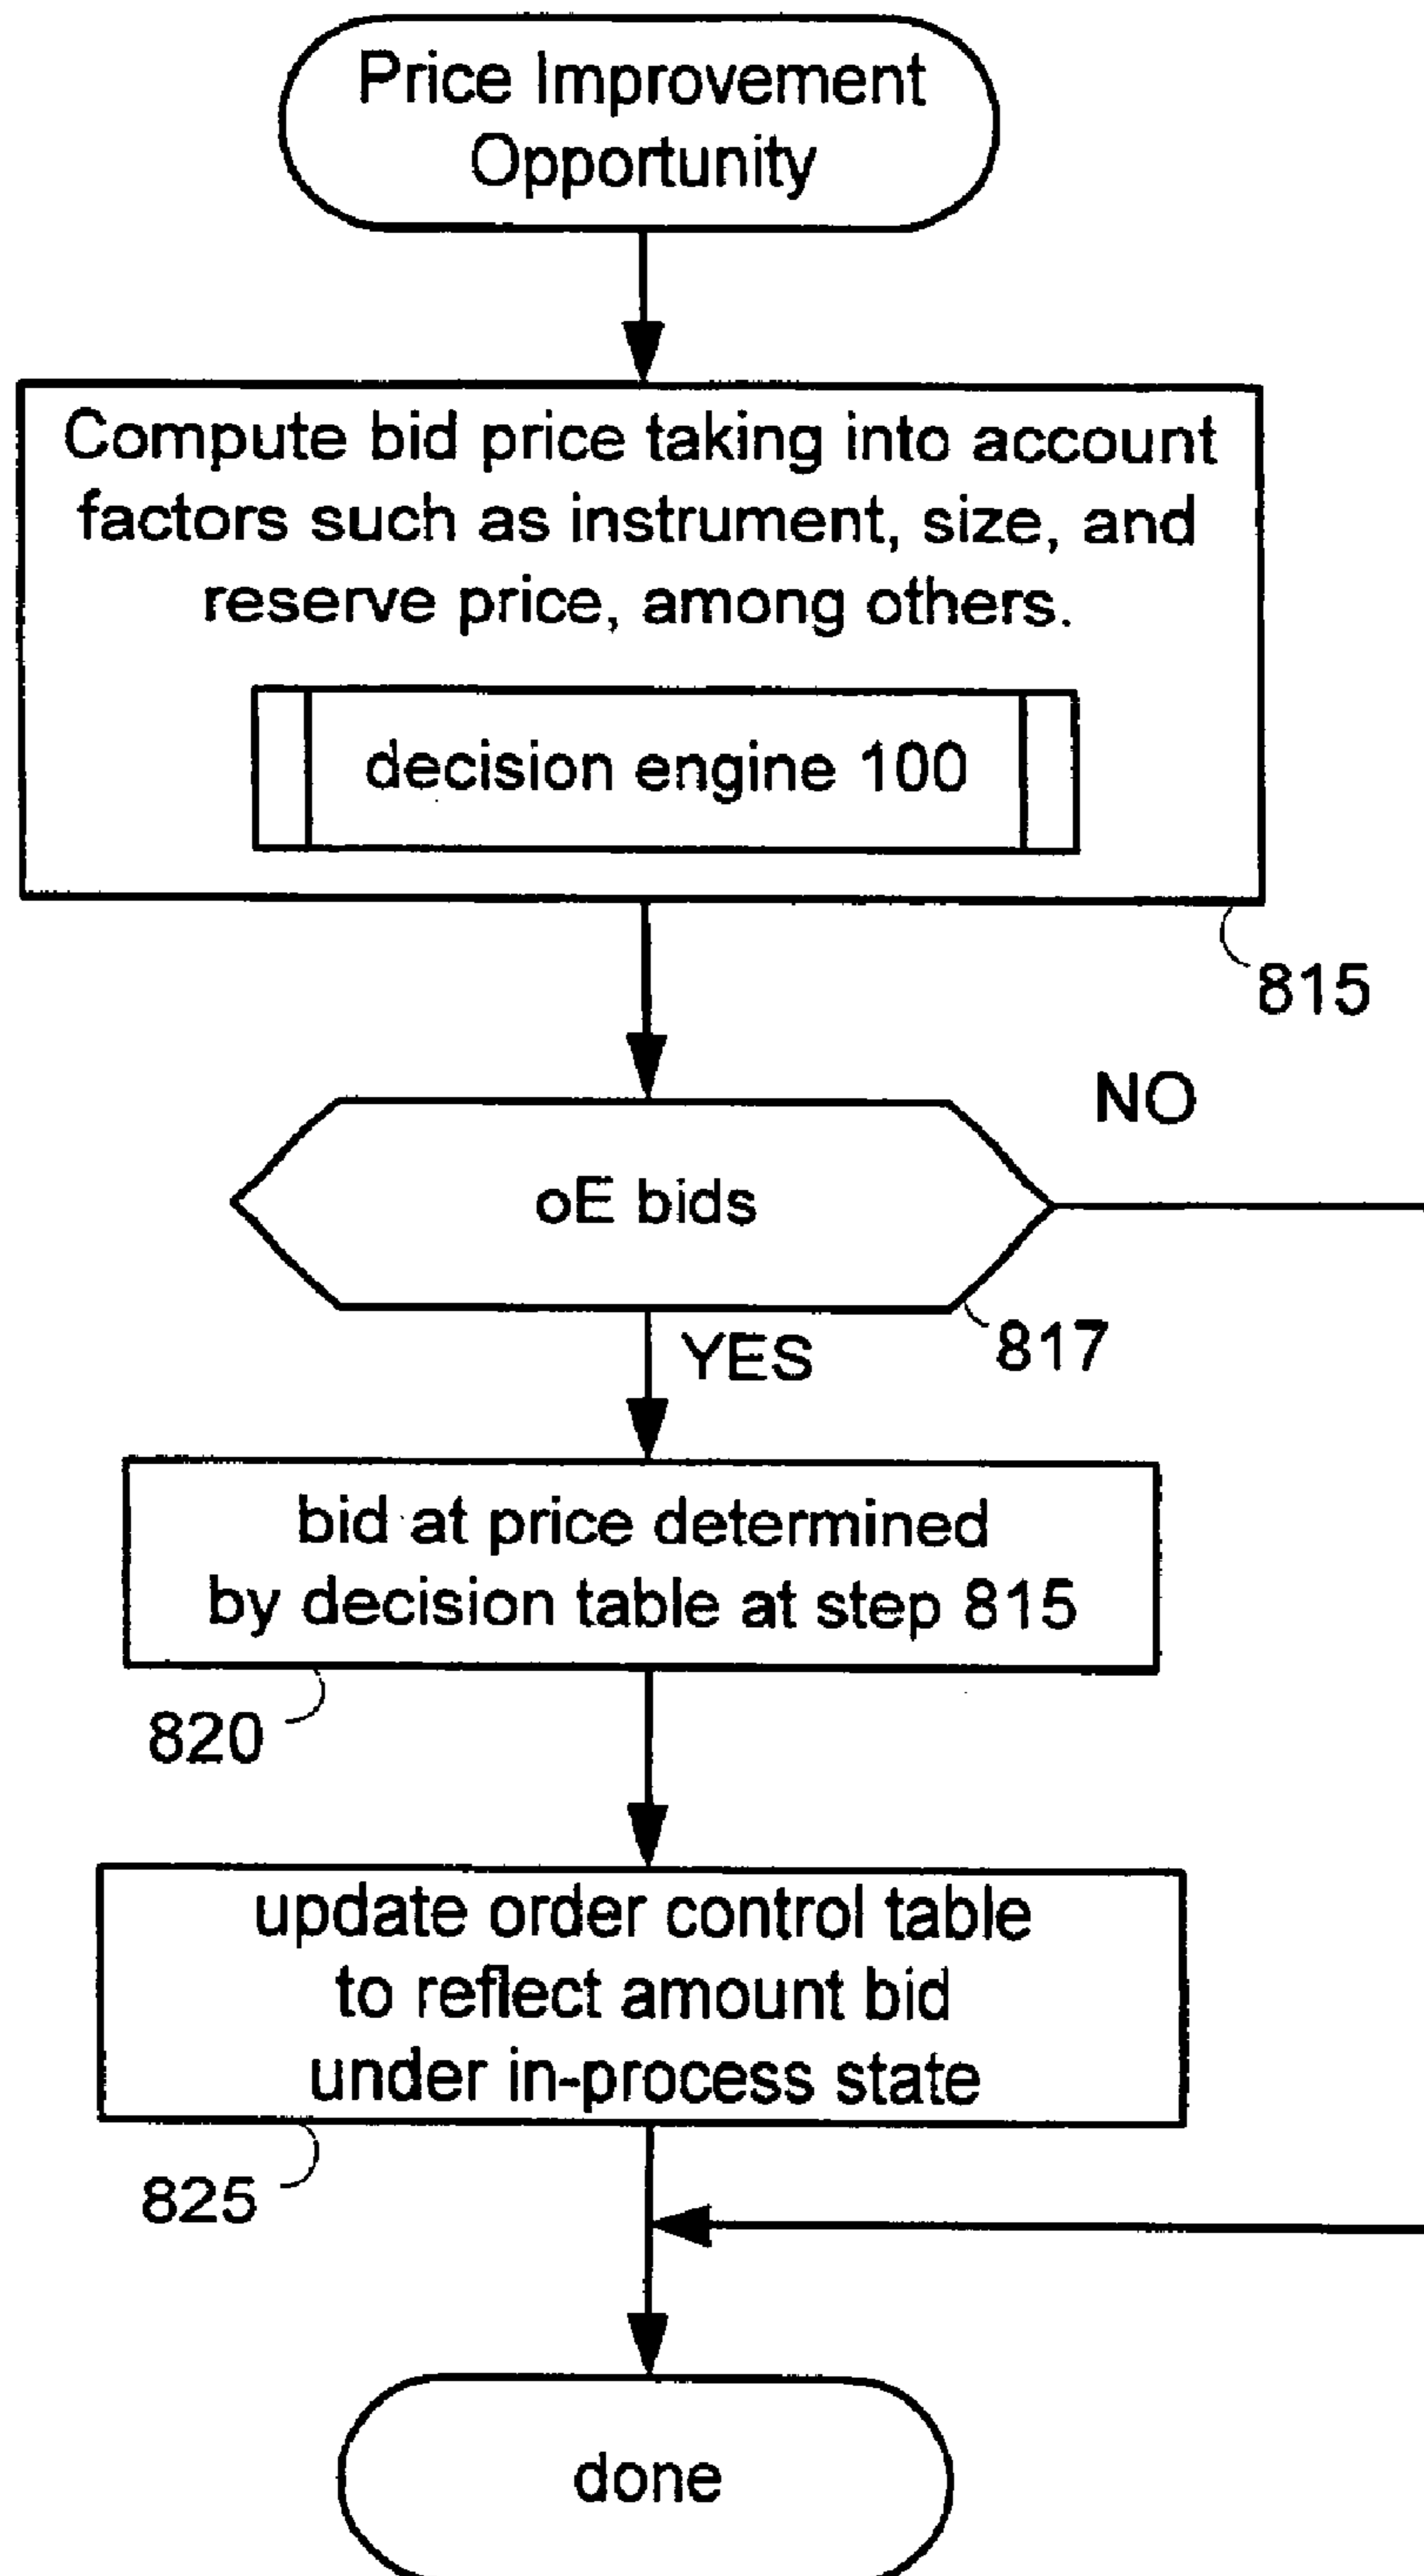 Price Improvement
Opportunity
Compute bid price taking into account
factors such as instrument, size, and
reserve price, among others.
decision engine 100
815
NO
oE bids
817
YES
bid at price determined
by decision table at step 815
820
update order control table
to reflect amount bid
under in-process state
825
done